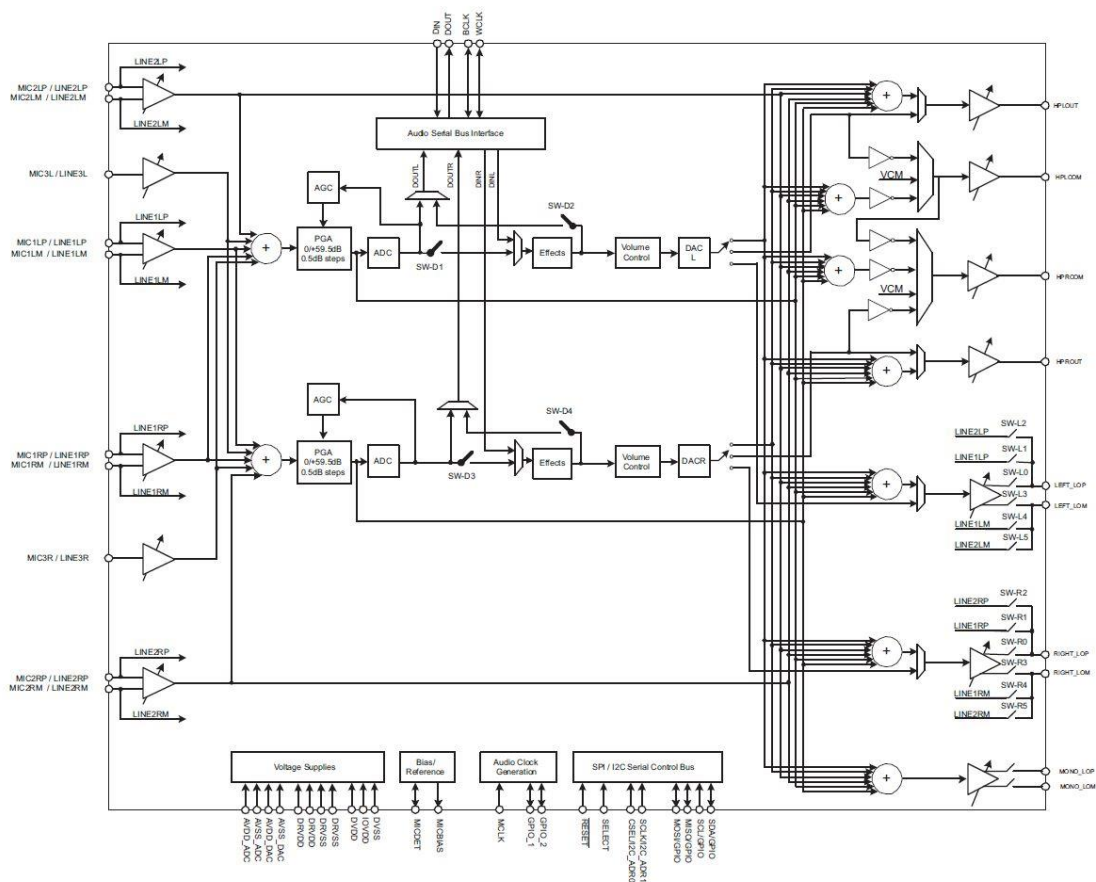 DIN
DOUT
BCLK
WCLK
LINE2LP
MIC2LP / LINE2LP
MIC2LM / LINE2LM
LINE2LM
+
HPLOUT
Audio Serial Bus Interface
DOUTL
DOUTR
DINR
DINL
MIC3L / LINE3L
AGC
VCM
HPLCOM
SW-D2
+
LINE1LP
MIC1LP / LINE1LP
MIC1LM / LINE1LM
LINE1LM
+
PGA
0/+59.5dB
0.5dB steps
ADC
SW-D1
Effects
Volume
Control
DAC
L
+
VCM
HPRCOM
HPROUT
+
AGC
SW-D4
LINE1RP
MIC1RP / LINE1RP
MIC1RM / LINE1RM
LINE1RM
+
PGA
0/+59.5dB
0.5dB steps
ADC
SW-D3
Effects
Volume
Control
DACR
+
LINE2LP
SW-L2
LINE1LP
SW-L1
SW-L0
LEFT_LOP
SW-L3
LEFT_LOM
LINE1LM
SW-L4
LINE2LM
SW-L5
MIC3R / LINE3R
LINE2RP
SW-R2
LINE1RP
SW-R1
SW-R0
RIGHT_LOP
SW-R3
RIGHT_LOM
LINE1RM
SW-R4
LINE2RM
SW-R5
+
LINE2RP
MIC2RP / LINE2RP
MIC2RM / LINE2RM
LINE2RM
Voltage Supplies
Bias/
Reference
Audio Clock
Generation
SPI / I2C Serial Control Bus
+
MONO_LOP
MONO_LOM
AVDD_ADC
AVSS_ADC
AVDD_DAC
AVSS_DAC
DRVDD
DRVDD
DRVSS
DRVSS
DVDD
IOVDD
DVSS
MICDET
MICBIAS
MCLK
GPIO_1
GPIO_2
RESET
SELECT
CSEL/I2C_ADR0
SCLK/I2C_ADR1
MOSI/GPIO
MISO/GPIO
SCL/GPIO
SDA/GPIO